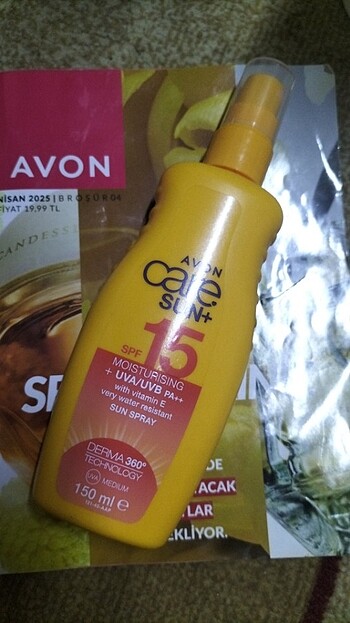 AVON
NİSAN 2025 | BROŞÜR 04
FİYAT 19,99 TL
AVON
care
SUN+
SPF 15
MOISTURISING
+ UVA/UVB PA++
with vitamin E
very water resistant
SUN SPRAY
DERMA 360°
TECHNOLOGY
UVA MEDIUM
150 ml e
DE
ACAK
LAR
EKLİYOR.